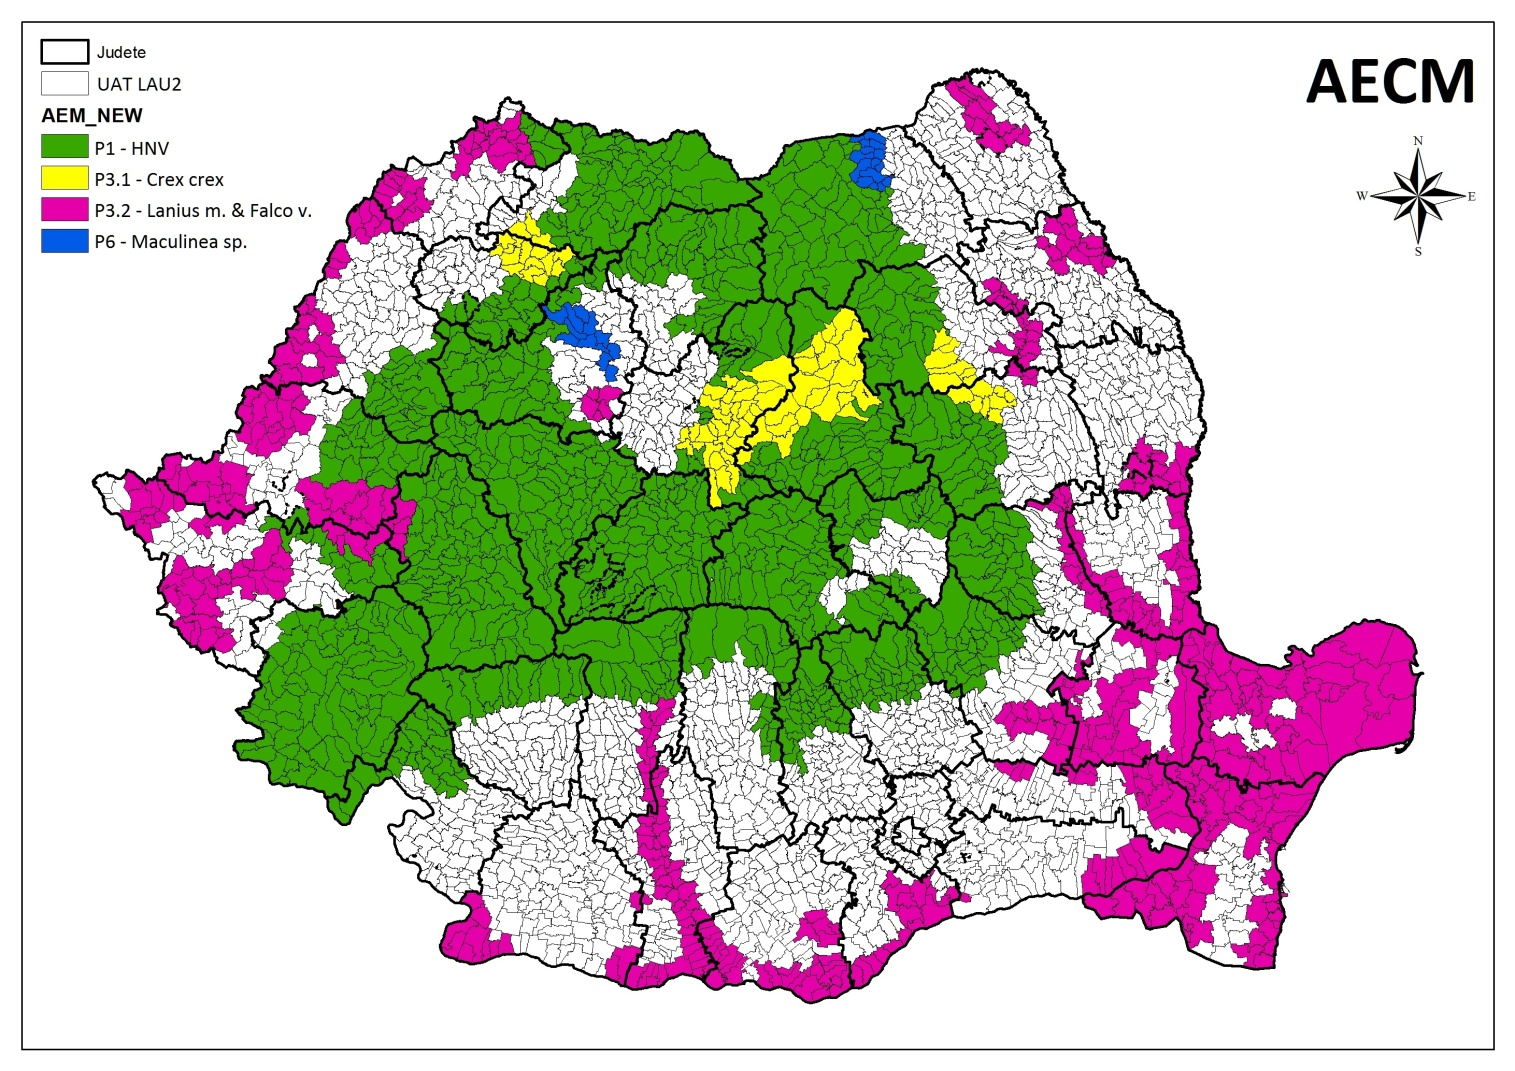 Judete
UAT LAU2
AEM_NEW
P1 - HNV
P3.1 - Crex crex
P3.2 - Lanius m. & Falco v.
P6 - Maculinea sp.
AECM
N
W
E
S